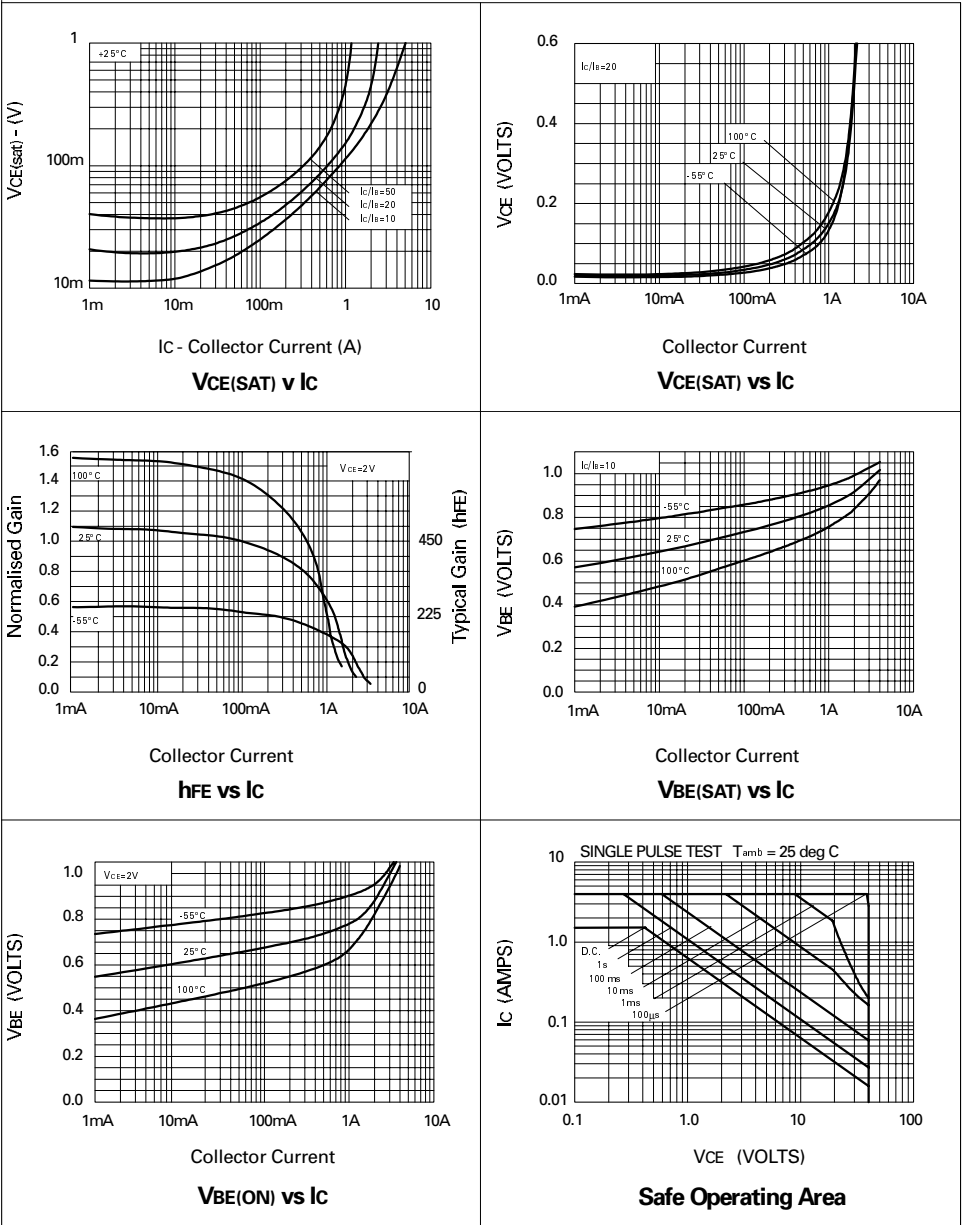 1
+25°C
100m
10m
VCE(sat) - (V)
IC/IB=50
IC/IB=20
IC/IB=10
1m 10m 100m 1 10
IC - Collector Current (A)
VCE(SAT) v IC
0.6
0.4
0.2
0.0
VCE (VOLTS)
IC/IB=20
100°C
25°C
-55°C
1mA 10mA 100mA 1A 10A
Collector Current
VCE(SAT) vs IC
1.6
1.4
1.2
1.0
0.8
0.6
0.4
0.2
0.0
Normalised Gain
100°C
25°C
-55°C
VCE=2V
450
225
0
Typical Gain (hFE)
1mA 10mA 100mA 1A 10A
Collector Current
hFE vs IC
1.0
0.8
0.6
0.4
0.2
0.0
VBE (VOLTS)
IC/IB=10
-55°C
25°C
100°C
1mA 10mA 100mA 1A 10A
Collector Current
VBE(SAT) vs IC
1.0
0.8
0.6
0.4
0.2
0.0
VBE (VOLTS)
VCE=2V
-55°C
25°C
100°C
1mA 10mA 100mA 1A 10A
Collector Current
VBE(ON) vs IC
SINGLE PULSE TEST Tamb = 25 deg C
10
1.0
0.1
0.01
IC (AMPS)
D.C.
1s
100 ms
10 ms
1ms
100µs
0.1 1.0 10 100
VCE (VOLTS)
Safe Operating Area